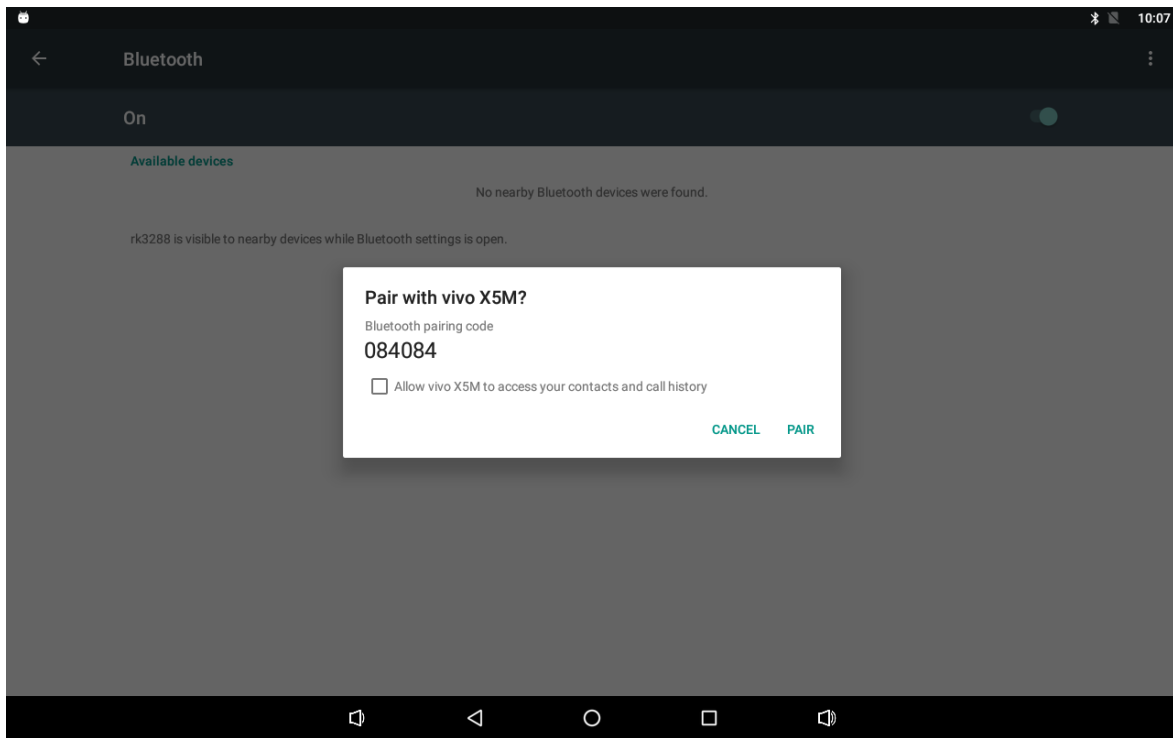 10:07
Bluetooth
On
Available devices
No nearby Bluetooth devices were found.
rk3288 is visible to nearby devices while Bluetooth settings is open.
Pair with vivo X5M?
Bluetooth pairing code
084084
Allow vivo X5M to access your contacts and call history
CANCEL PAIR